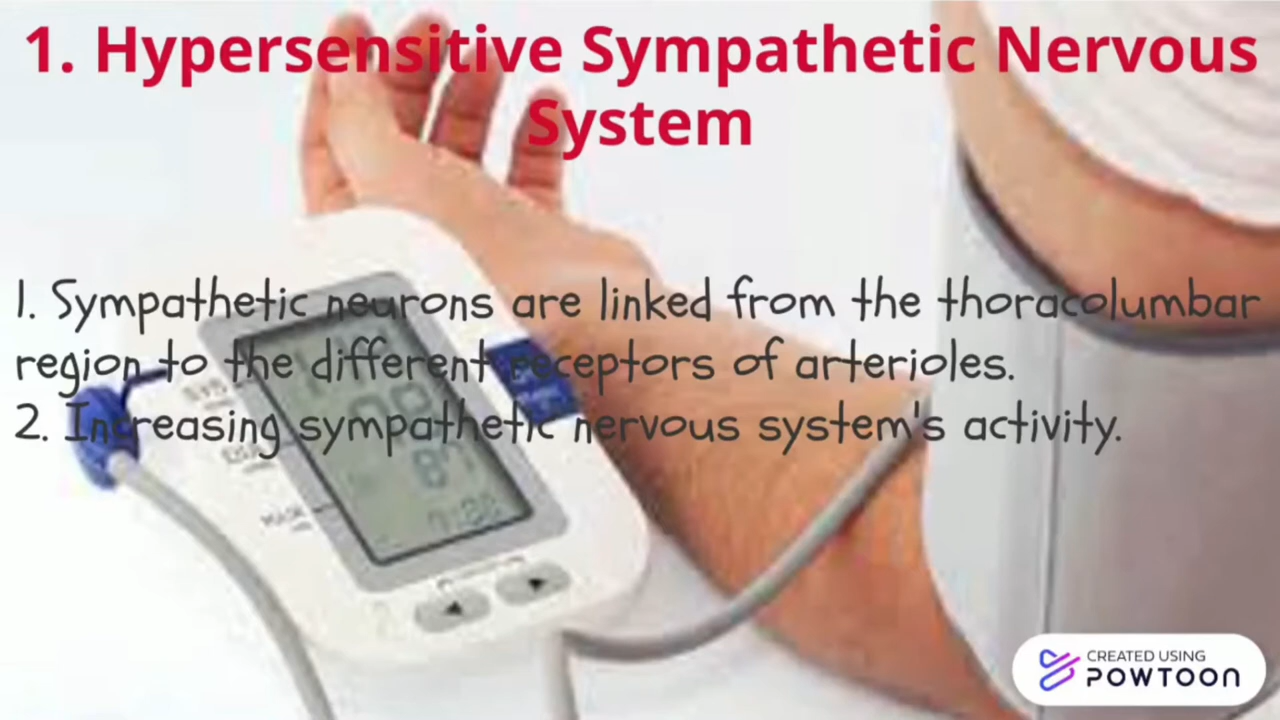 1. Hypersensitive Sympathetic Nervous
System
1. Sympathetic neurons are linked from the thoracolumbar
region to the different receptors of arterioles.
2. Increasing sympathetic nervous system's activity.
CREATED USING
POWTOON